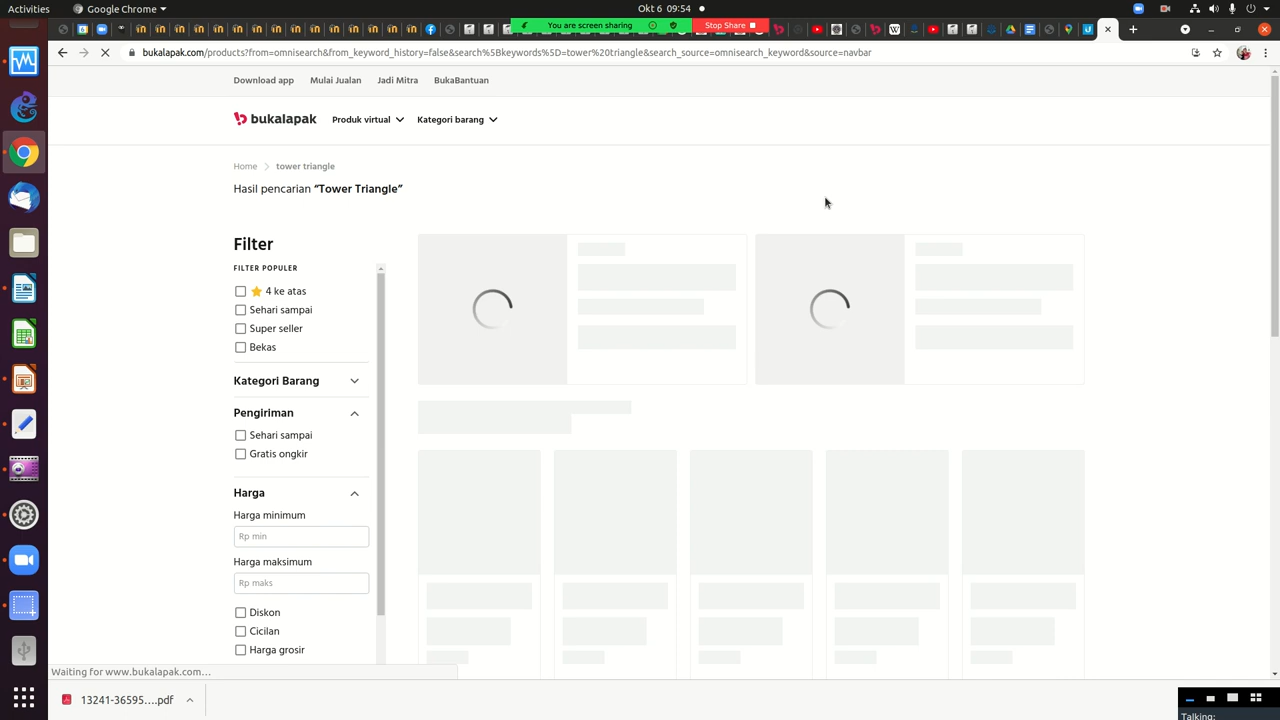 Activities
Google Chrome
Okt 6 09:54
You are screen sharing
Stop Share
bukalapak.com/products?from=omnisearch&from_keyword_history=false&search%5Bkeywords%5D=tower%20triangle&search_source=omnisearch_keyword&source=navbar
Download app
Mulai Jualan
Jadi Mitra
BukaBantuan
bukalapak
Produk virtual
Kategori barang
Home
tower triangle
Hasil pencarian “Tower Triangle”
Filter
FILTER POPULER
4 ke atas
Sehari sampai
Super seller
Bekas
Kategori Barang
Pengiriman
Sehari sampai
Gratis ongkir
Harga
Harga minimum
Rp min
Harga maksimum
Rp maks
Diskon
Cicilan
Harga grosir
Waiting for www.bukalapak.com…
13241-36595….pdf
Talking: